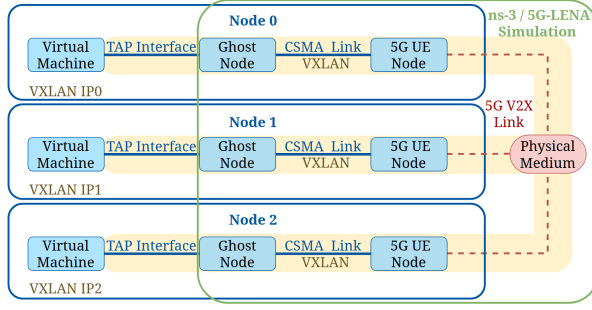 Node 0
ns-3 / 5G-LENA
Simulation
Virtual
Machine
TAP Interface
Ghost
Node
CSMA Link
VXLAN
5G UE
Node
VXLAN IP0
5G V2X
Link
Node 1
Virtual
Machine
TAP Interface
Ghost
Node
CSMA Link
VXLAN
5G UE
Node
Physical
Medium
VXLAN IP1
Node 2
Virtual
Machine
TAP Interface
Ghost
Node
CSMA Link
VXLAN
5G UE
Node
VXLAN IP2